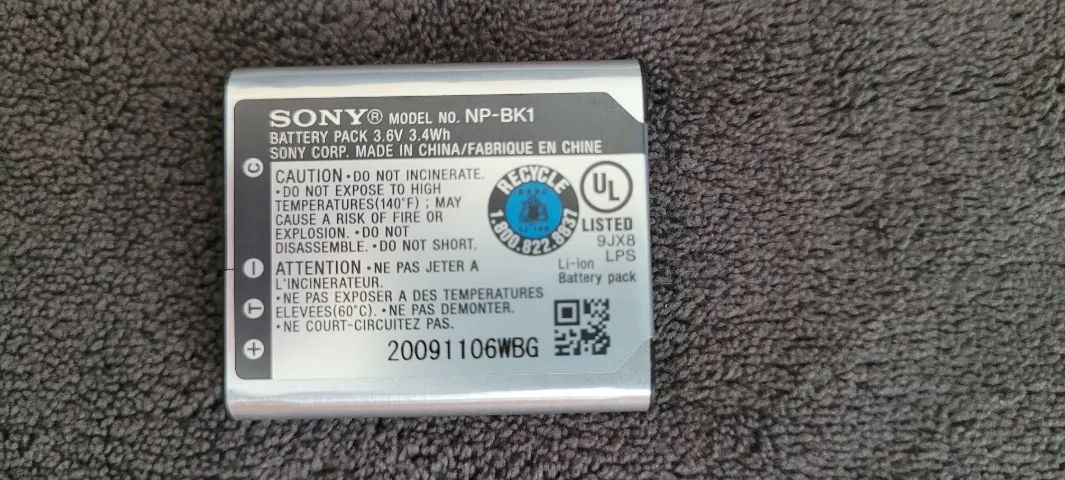 SONY® MODEL NO. NP-BK1
BATTERY PACK 3.6V 3.4Wh
SONY CORP. MADE IN CHINA/FABRIQUE EN CHINE
C
CAUTION • DO NOT INCINERATE.
• DO NOT EXPOSE TO HIGH
TEMPERATURES(140°F) ; MAY
CAUSE A RISK OF FIRE OR
EXPLOSION. • DO NOT
DISASSEMBLE. • DO NOT SHORT.
RECYCLE
Li-ion
1.800.822.8837
UL
LISTED
9JX8
LPS
Li-ion
Battery pack
–
ATTENTION • NE PAS JETER A
L'INCINERATEUR.
• NE PAS EXPOSER A DES TEMPERATURES
T
ELEVEES(60°C). • NE PAS DEMONTER.
• NE COURT-CIRCUITEZ PAS.
+
20091106WBG